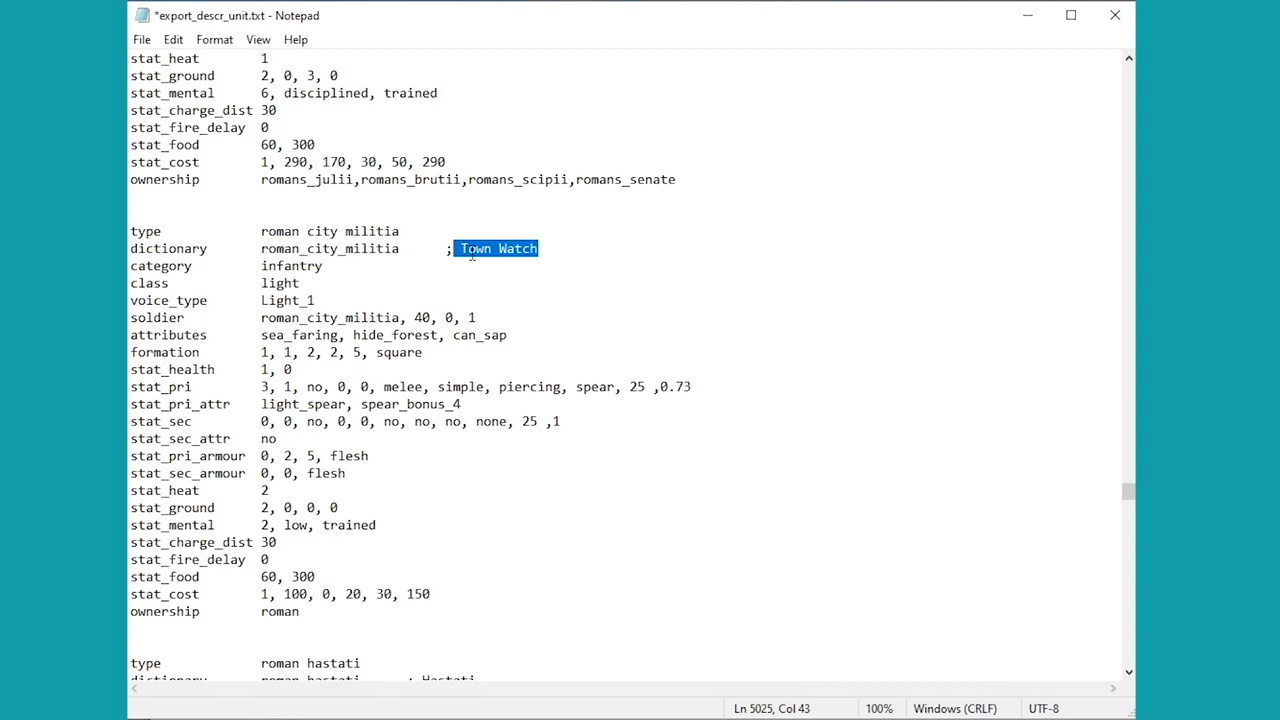 *export_descr_unit.txt - Notepad
File Edit Format View Help
stat_heat 1
stat_ground 2, 0, 3, 0
stat_mental 6, disciplined, trained
stat_charge_dist 30
stat_fire_delay 0
stat_food 60, 300
stat_cost 1, 290, 170, 30, 50, 290
ownership romans_julii,romans_brutii,romans_scipii,romans_senate
type roman city militia
dictionary roman_city_militia ; Town Watch
category infantry
class light
voice_type Light_1
soldier roman_city_militia, 40, 0, 1
attributes sea_faring, hide_forest, can_sap
formation 1, 1, 2, 2, 5, square
stat_health 1, 0
stat_pri 3, 1, no, 0, 0, melee, simple, piercing, spear, 25 ,0.73
stat_pri_attr light_spear, spear_bonus_4
stat_sec 0, 0, no, 0, 0, no, no, no, none, 25 ,1
stat_sec_attr no
stat_pri_armour 0, 2, 5, flesh
stat_sec_armour 0, 0, flesh
stat_heat 2
stat_ground 2, 0, 0, 0
stat_mental 2, low, trained
stat_charge_dist 30
stat_fire_delay 0
stat_food 60, 300
stat_cost 1, 100, 0, 20, 30, 150
ownership roman
type roman hastati
dictionary roman_hastati ; Hastati
Ln 5025, Col 43 100% Windows (CRLF) UTF-8